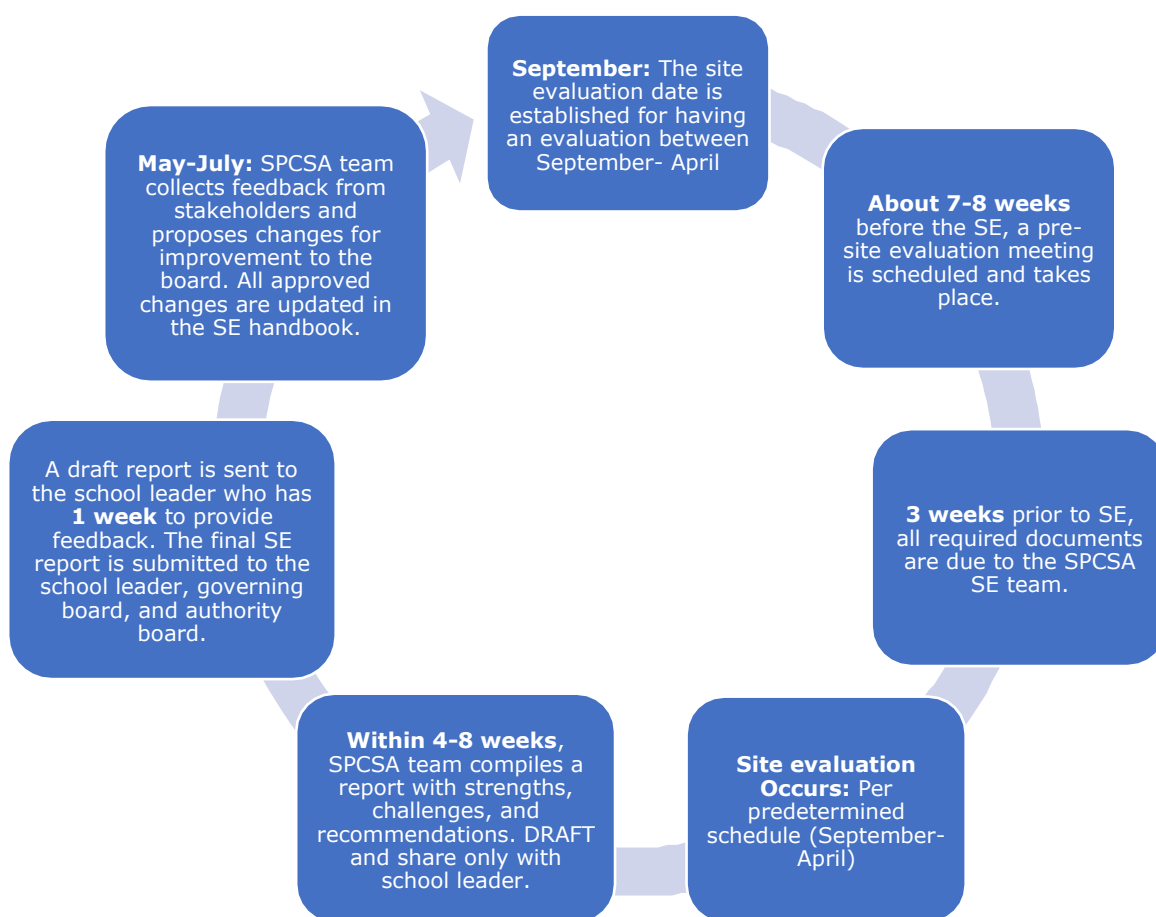 September: The site
evaluation date is
established for having
an evaluation between
September- April
About 7-8 weeks
before the SE, a pre-
site evaluation meeting
is scheduled and takes
place.
3 weeks prior to SE,
all required documents
are due to the SPCSA
SE team.
Site evaluation
Occurs: Per
predetermined
schedule (September-
April)
Within 4-8 weeks,
SPCSA team compiles a
report with strengths,
challenges, and
recommendations. DRAFT
and share only with
school leader.
A draft report is sent to
the school leader who has
1 week to provide
feedback. The final SE
report is submitted to the
school leader, governing
board, and authority
board.
May-July: SPCSA team
collects feedback from
stakeholders and
proposes changes for
improvement to the
board. All approved
changes are updated in
the SE handbook.